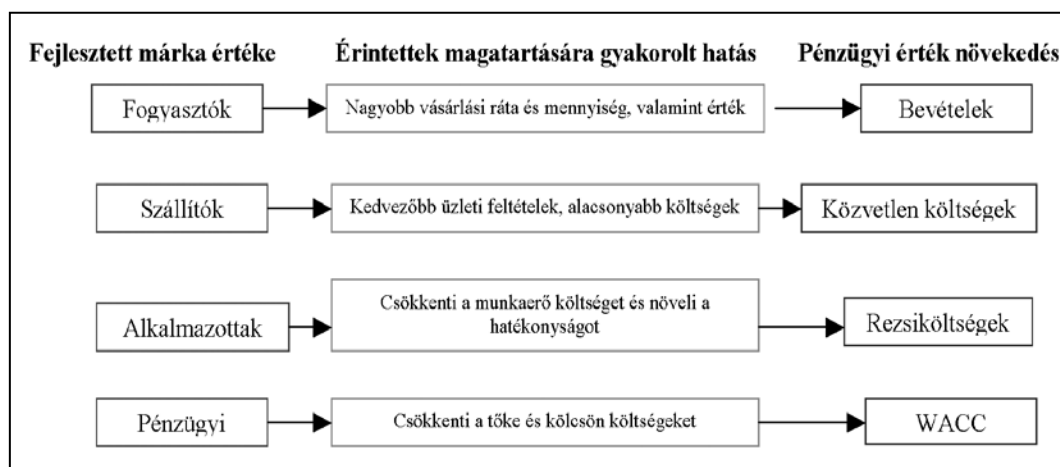 Fejlesztett márka értéke Érintettek magatartására gyakorolt hatás Pénzügyi érték növekedés
Fogyasztók Nagyobb vásárlási ráta és mennyiség, valamint érték Bevételek
Szállítók Kedvezőbb üzleti feltételek, alacsonyabb költségek Közvetlen költségek
Alkalmazottak Csökkenti a munkaerő költséget és növeli a
hatékonyságot Rezsiköltségek
Pénzügyi Csökkenti a tőke és kölcsön költségeket WACC